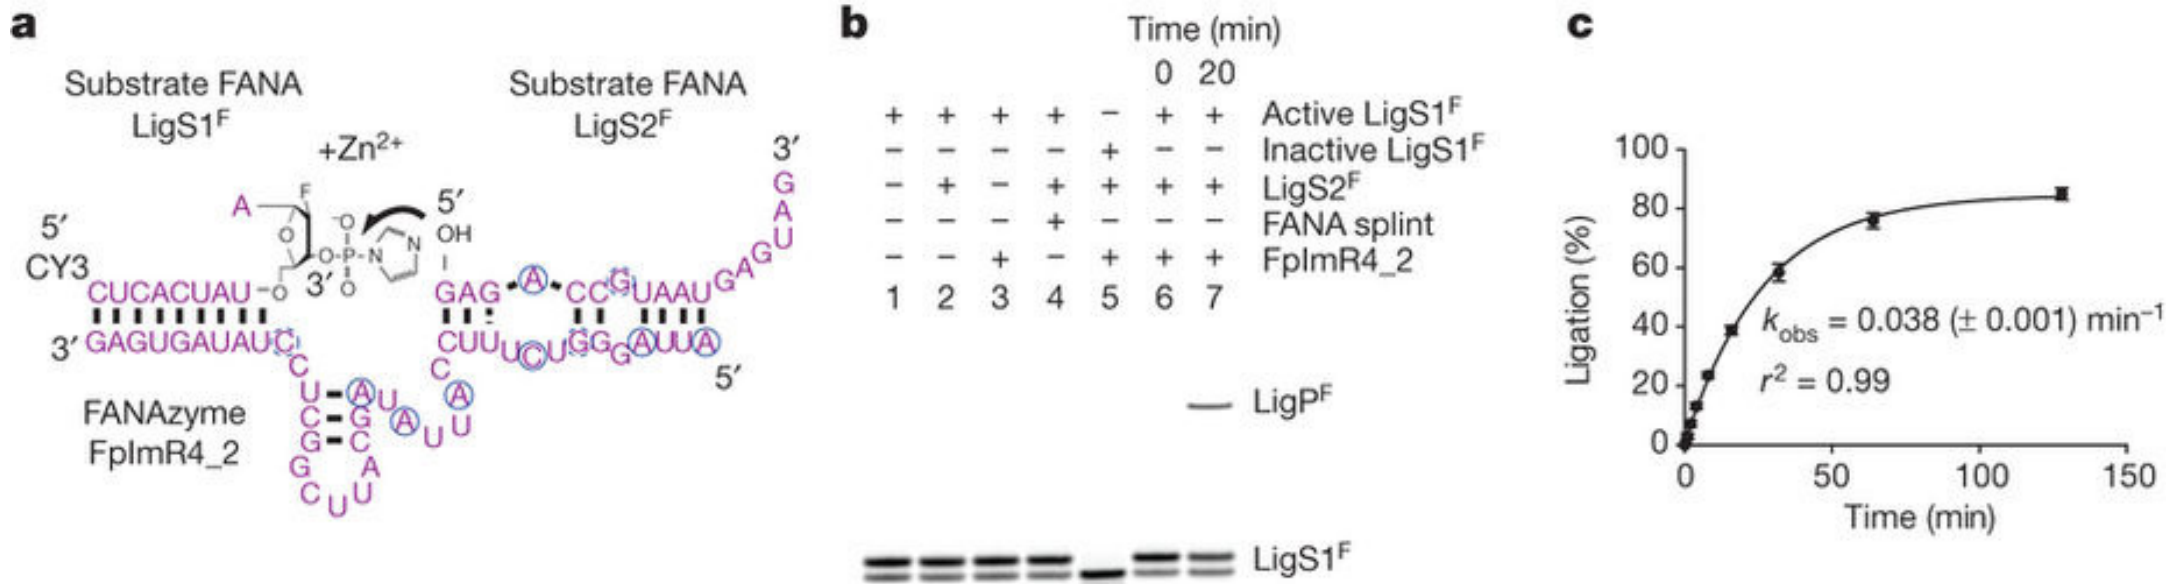 a
Substrate FANA
LigS1F
Substrate FANA
LigS2F
+Zn2+
3′
G
A
U
G
A
G
A
F
−O
5′
O
O
P
N
N
OH
3′
O
O
5′
CY3
CUCACUAU
GAG
A
CC
G
UAAU
3′
GAGUGAUAU
C
CUU
U
C
U
G
G
G
A
UU
A
5′
C
U
C
G
G
C
U
U
A
C
G
A
U
A
U
U
A
C
FANAzyme
FpImR4_2
b
Time (min)
0 20
+ + + + − + + Active LigS1F
− − − − + − − Inactive LigS1F
− + − + + + + LigS2F
− − − + − − − FANA splint
− − + − + + + FpImR4_2
1 2 3 4 5 6 7
LigPF
LigS1F
c
Ligation (%)
100
80
60
40
20
0
kobs = 0.038 (± 0.001) min−1
r2 = 0.99
0 50 100 150
Time (min)